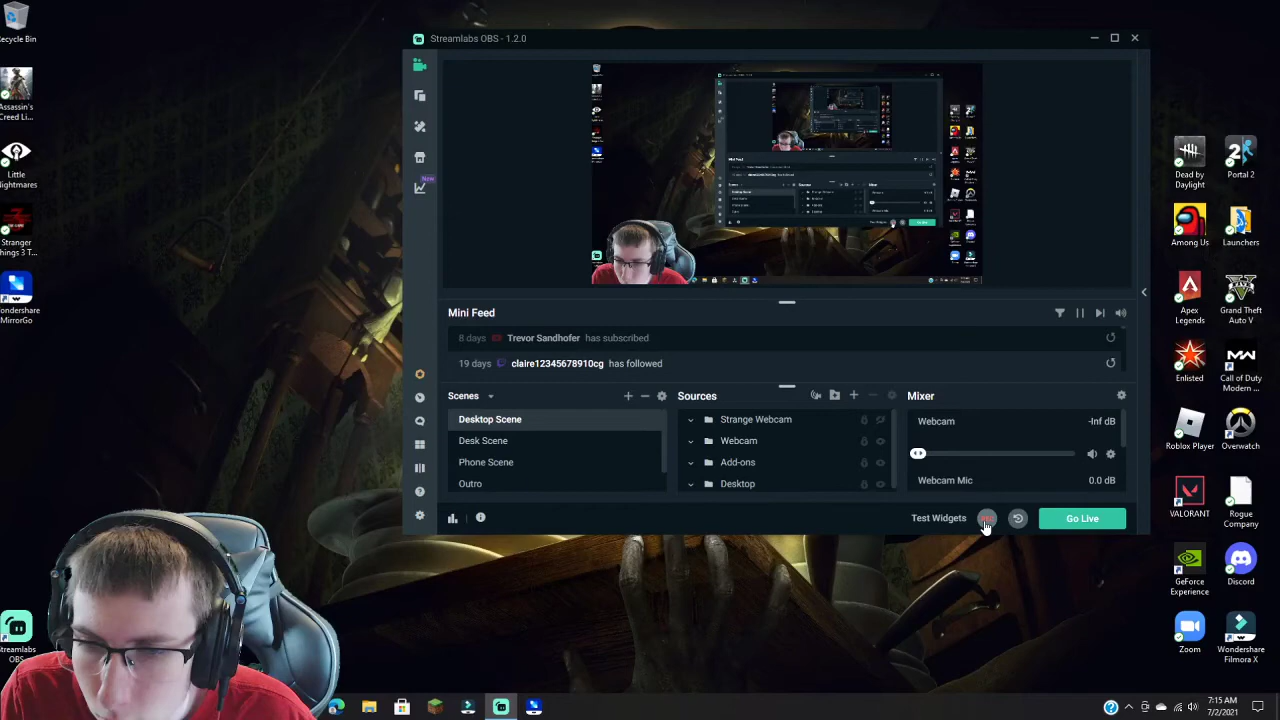 Streamlabs OBS - 1.2.0
Recycle Bin
Assassin's
Creed Li...
Little
Nightmares
Stranger
Things 3 T...
Wondershare
MirrorGo
Streamlabs
OBS
New
Mini Feed
8 days Trevor Sandhofer has subscribed
19 days claire12345678910cg has followed
Scenes
Desktop Scene
Desk Scene
Phone Scene
Outro
Sources
Strange Webcam
Webcam
Add-ons
Desktop
Mixer
Webcam -Inf dB
Webcam Mic 0.0 dB
Test Widgets
REC
Go Live
Dead by
Daylight
Portal 2
Among Us
Launchers
Apex
Legends
Grand Theft
Auto V
Enlisted
Call of Duty
Modern ...
Roblox Player
Overwatch
VALORANT
Rogue
Company
GeForce
Experience
Discord
Zoom
Wondershare
Filmora X
7:15 AM
7/2/2021